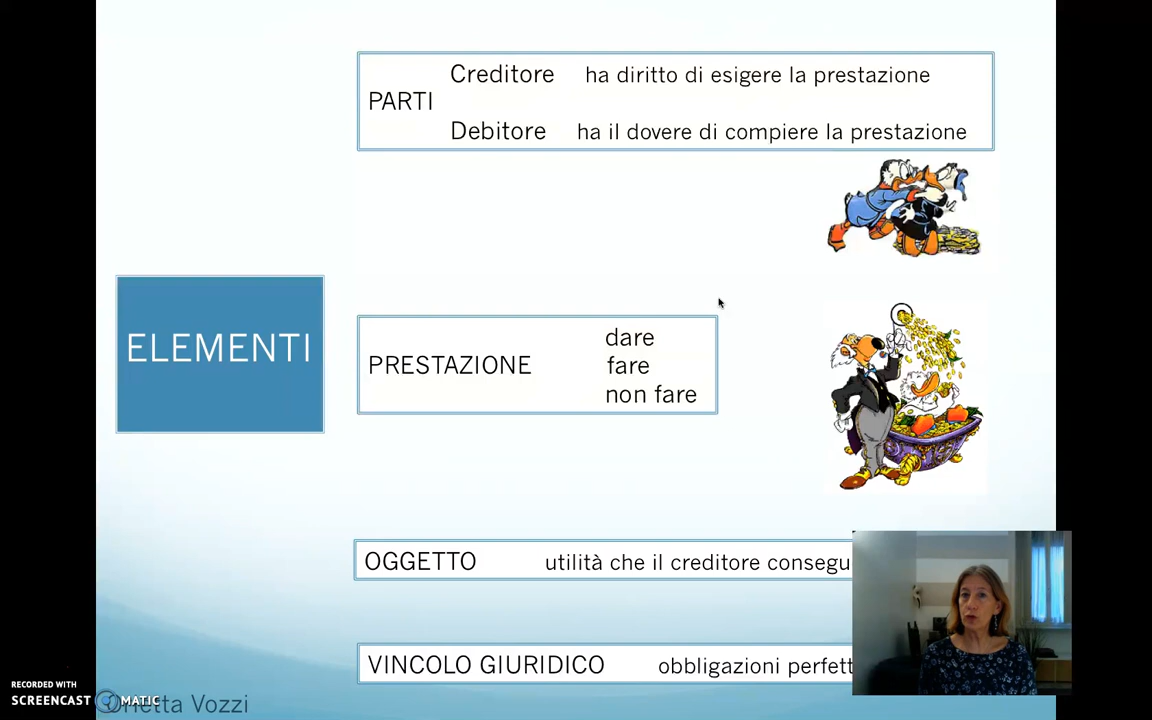 Creditore ha diritto di esigere la prestazione
PARTI
Debitore ha il dovere di compiere la prestazione
ELEMENTI
dare
PRESTAZIONE fare
non fare
OGGETTO utilità che il creditore consegu
VINCOLO GIURIDICO obbligazioni perfett
RECORDED WITH
SCREENCAST MATIC
Vozzi